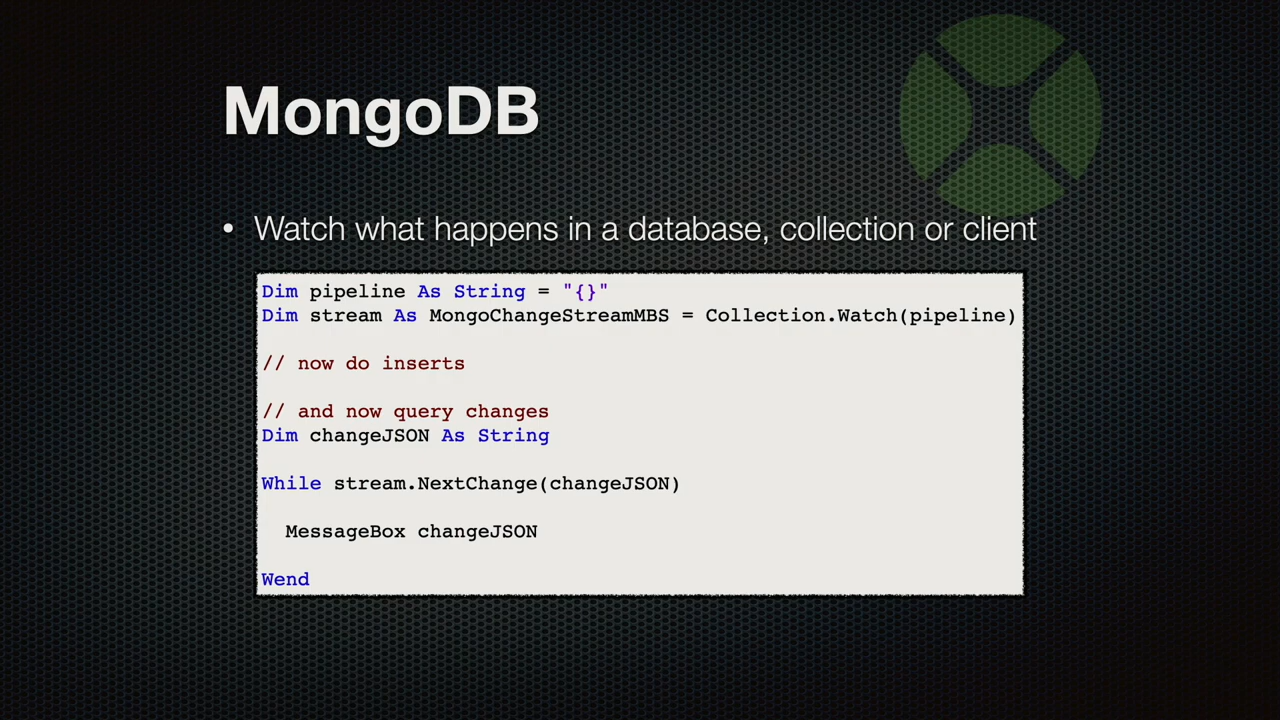 MongoDB
• Watch what happens in a database, collection or client
Dim pipeline As String = "{}"
Dim stream As MongoChangeStreamMBS = Collection.Watch(pipeline)
// now do inserts
// and now query changes
Dim changeJSON As String
While stream.NextChange(changeJSON)
MessageBox changeJSON
Wend